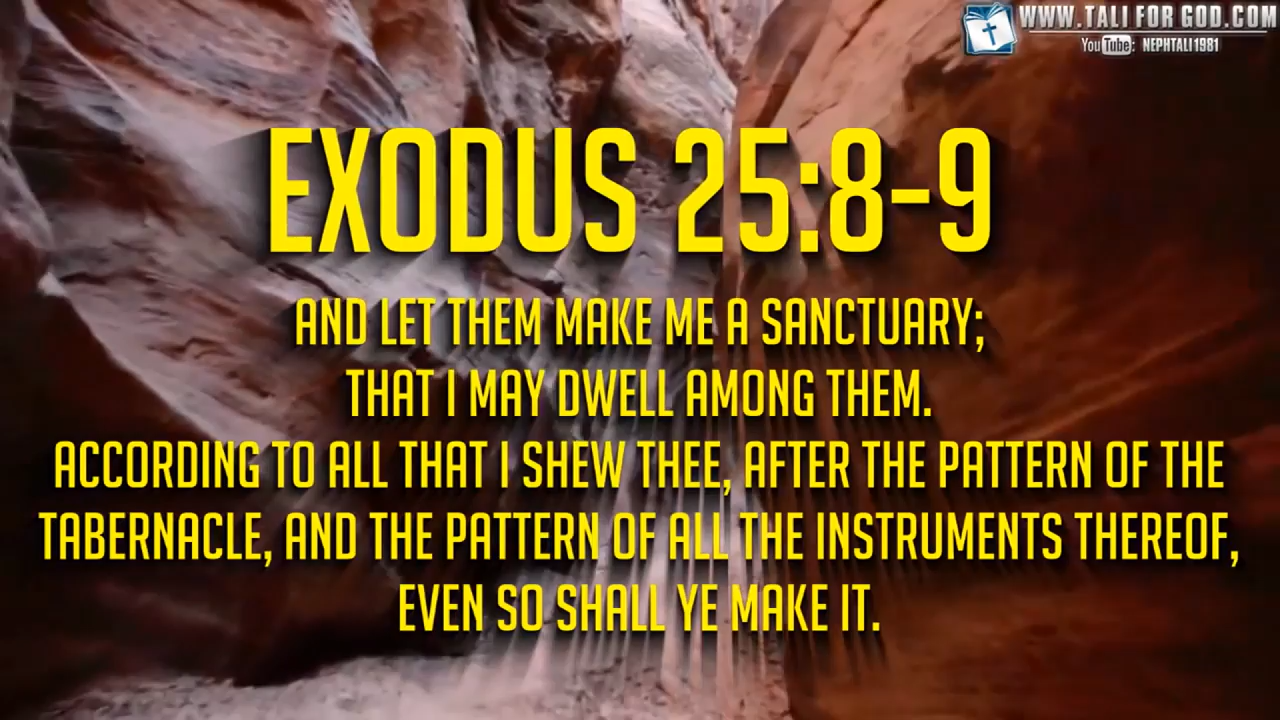 WWW.TALI FOR GOD.COM
YouTube: NEPHTALI1981
EXODUS 25:8-9
AND LET THEM MAKE ME A SANCTUARY;
THAT I MAY DWELL AMONG THEM.
ACCORDING TO ALL THAT I SHEW THEE, AFTER THE PATTERN OF THE
TABERNACLE, AND THE PATTERN OF ALL THE INSTRUMENTS THEREOF,
EVEN SO SHALL YE MAKE IT.